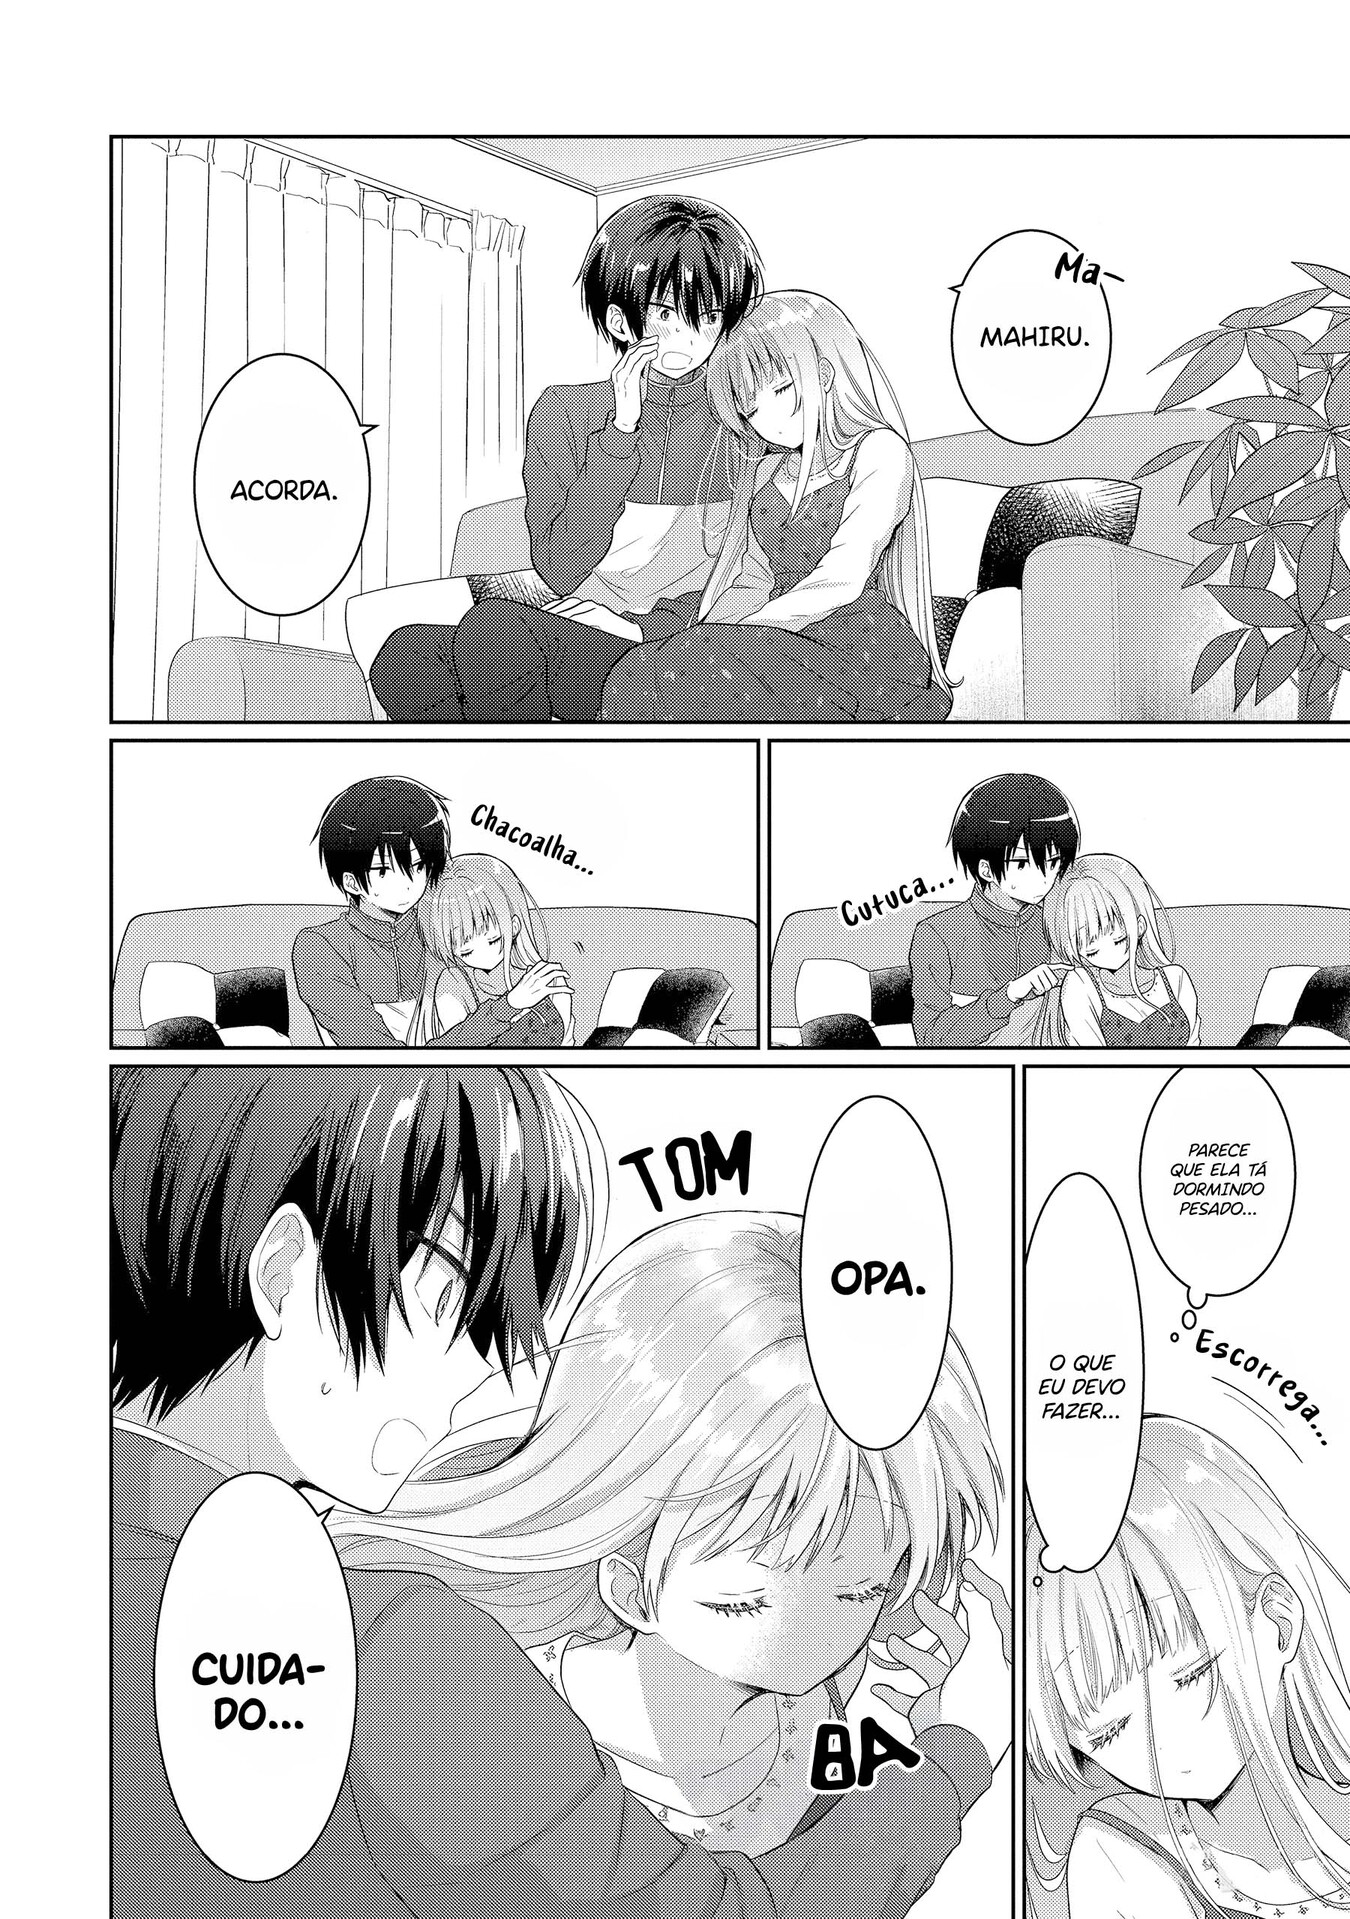 Ma-
MAHIRU.
ACORDA.
Cutuca...
Chacoalha...
PARECE
QUE ELA TÁ
DORMINDO
PESADO...
O QUE
EU DEVO
FAZER...
Escorrega...
TOM
OPA.
BA
CUIDA-
DO...